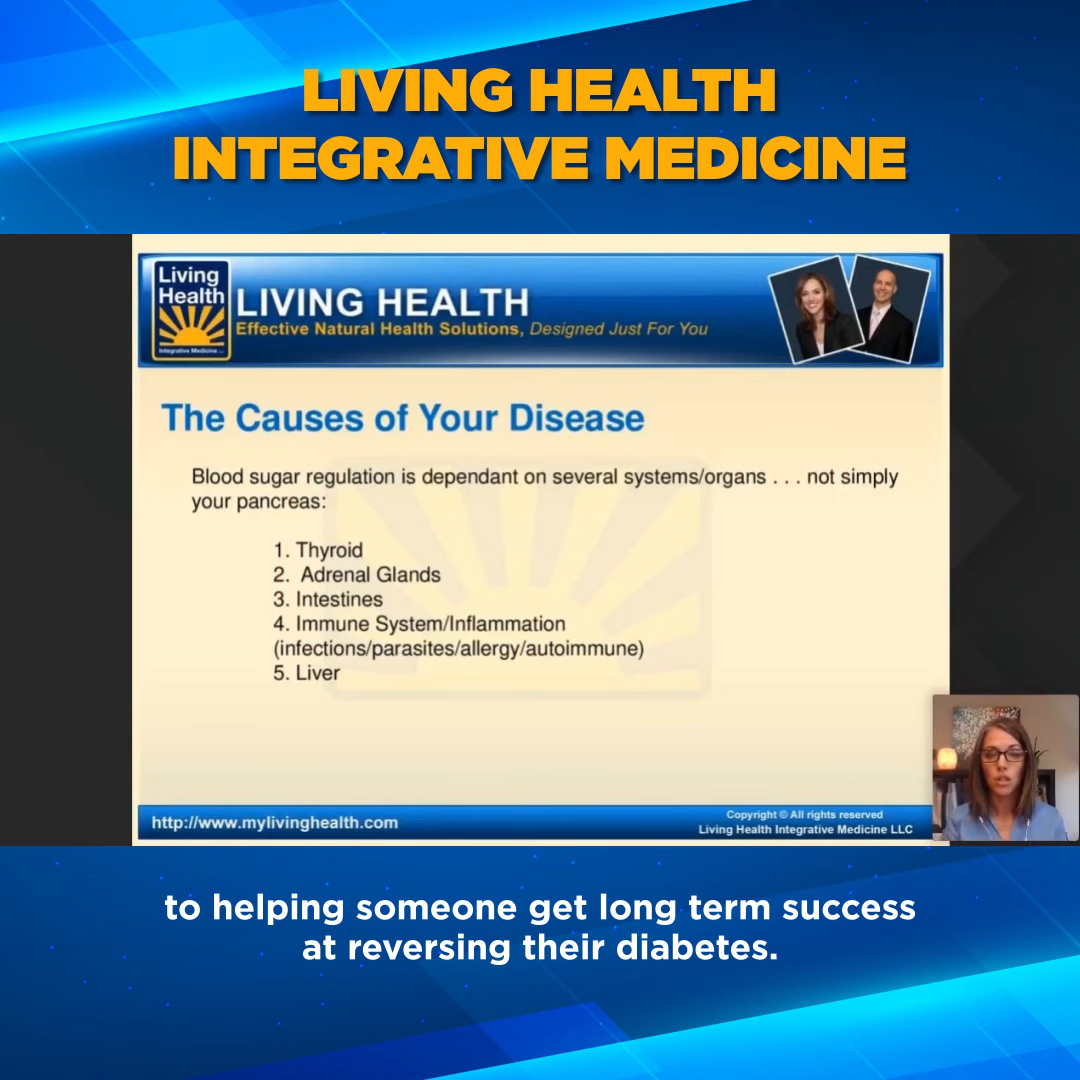 LIVING HEALTH
INTEGRATIVE MEDICINE
Living
Health
Integrative Medicine LLC
LIVING HEALTH
Effective Natural Health Solutions, Designed Just For You
The Causes of Your Disease
Blood sugar regulation is dependant on several systems/organs . . . not simply
your pancreas:
1. Thyroid
2. Adrenal Glands
3. Intestines
4. Immune System/Inflammation
(infections/parasites/allergy/autoimmune)
5. Liver
http://www.mylivinghealth.com
Copyright © All rights reserved
Living Health Integrative Medicine LLC
to helping someone get long term success
at reversing their diabetes.